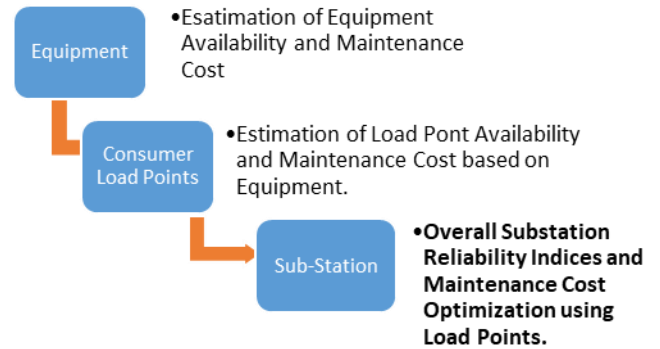 Equipment
•Esatimation of Equipment
Availability and Maintenance
Cost
Consumer
Load Points
•Estimation of Load Pont Availability
and Maintenance Cost based on
Equipment.
Sub-Station
•Overall Substation
Reliability Indices and
Maintenance Cost
Optimization using
Load Points.